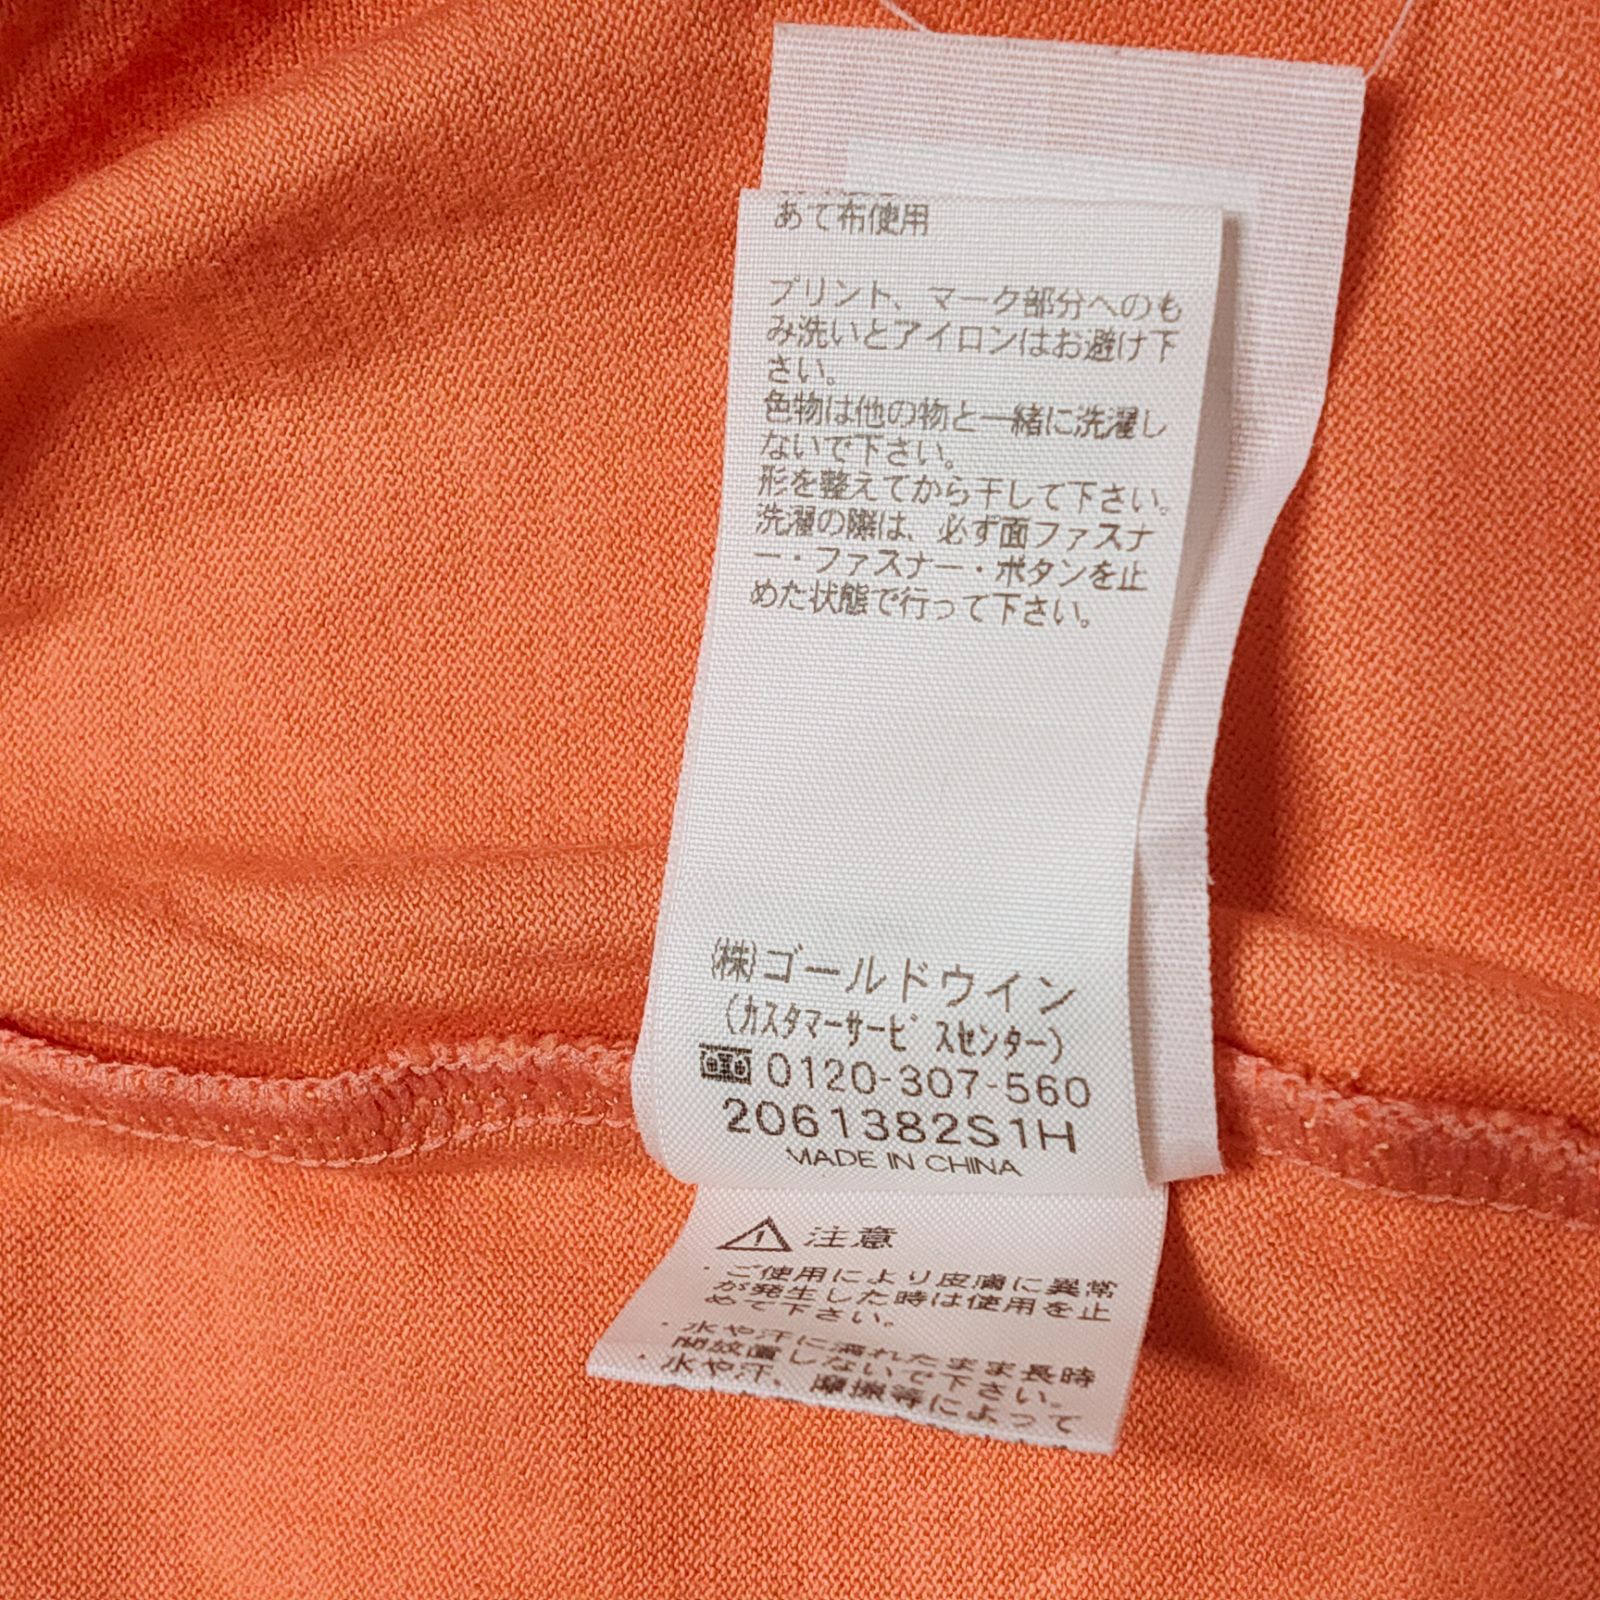 あて布使用
プリント、マーク部分へのも
み洗いとアイロンはお避け下
さい。
色物は他の物と一緒に洗濯し
ないで下さい。
形を整えてから干して下さい。
洗濯の際は、必ず面ファスナ
ー・ファスナー・ボタンを止
めた状態で行って下さい。
㈱ゴールドウイン
(カスタマーサービスセンター)
0120-307-560
2061382S1H
MADE IN CHINA
注意
・ご使用により皮膚に異常
が発生した時は使用を止
めて下さい。
・水や汗に濡れたまま長時
間放置しないで下さい。
・水や汗、摩擦等によって